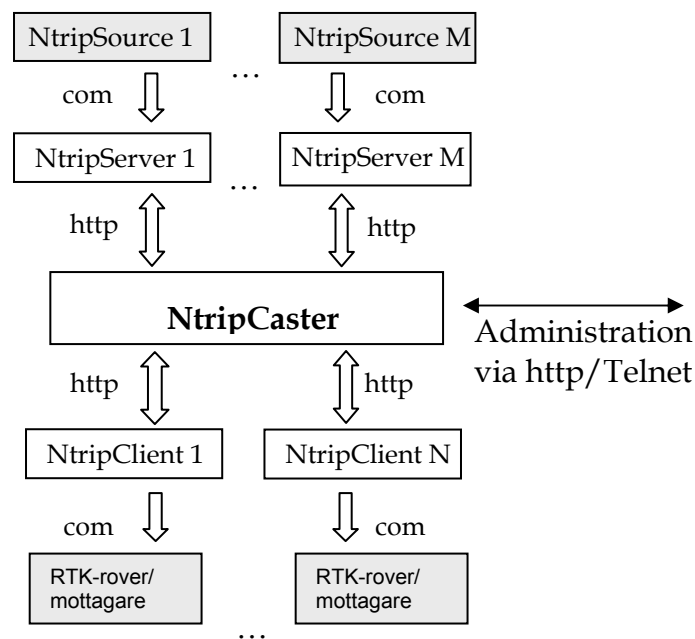 NtripSource 1
NtripSource M
...
com
com
NtripServer 1
NtripServer M
...
http
http
NtripCaster
Administration
via http/Telnet
http
http
NtripClient 1
NtripClient N
com
com
RTK-rover/
mottagare
RTK-rover/
mottagare
...